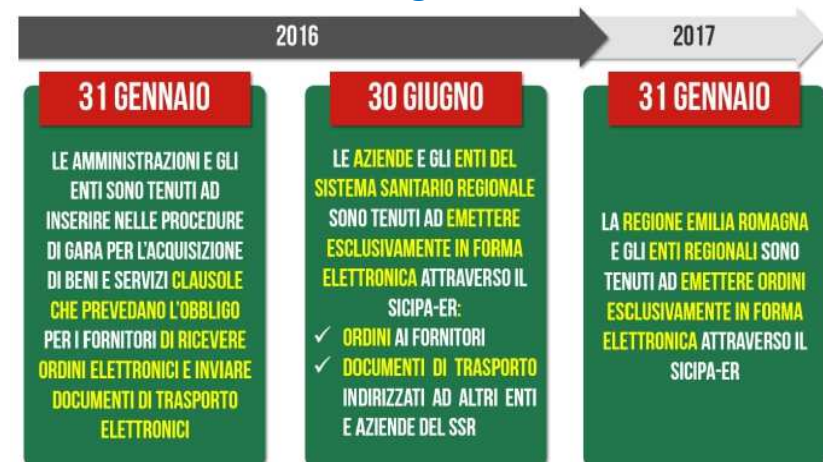 2016
2017
31 GENNAIO
LE AMMINISTRAZIONI E GLI
ENTI SONO TENUTI AD
INSERIRE NELLE PROCEDURE
DI GARA PER L'ACQUISIZIONE
DI BENI E SERVIZI CLAUSOLE
CHE PREVEDANO L'OBBLIGO
PER I FORNITORI DI RICEVERE
ORDINI ELETTRONICI E INVIARE
DOCUMENTI DI TRASPORTO
ELETTRONICI
30 GIUGNO
LE AZIENDE E GLI ENTI DEL
SISTEMA SANITARIO REGIONALE
SONO TENUTI AD EMETTERE
ESCLUSIVAMENTE IN FORMA
ELETTRONICA ATTRAVERSO IL
SICIPA-ER:
✓ ORDINI AI FORNITORI
✓ DOCUMENTI DI TRASPORTO
INDIRIZZATI AD ALTRI ENTI
E AZIENDE DEL SSR
31 GENNAIO
LA REGIONE EMILIA ROMAGNA
E GLI ENTI REGIONALI SONO
TENUTI AD EMETTERE ORDINI
ESCLUSIVAMENTE IN FORMA
ELETTRONICA ATTRAVERSO IL
SICIPA-ER